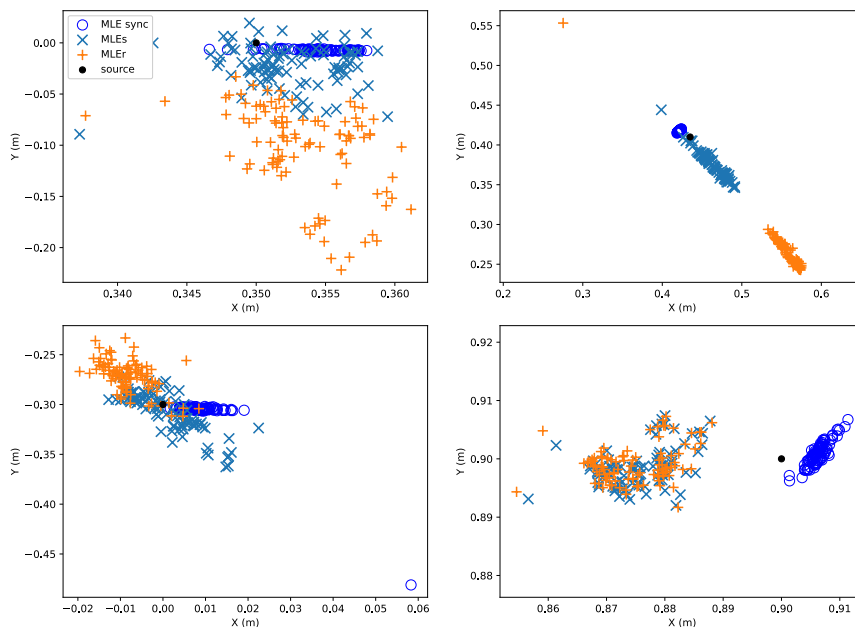 MLE sync
MLEs
MLEr
source
0.00
−0.05
−0.10
−0.15
−0.20
Y (m)
0.340 0.345 0.350 0.355 0.360
X (m)
0.55
0.50
0.45
0.40
0.35
0.30
0.25
Y (m)
0.2 0.3 0.4 0.5 0.6
X (m)
−0.25
−0.30
−0.35
−0.40
−0.45
Y (m)
−0.02 −0.01 0.00 0.01 0.02 0.03 0.04 0.05 0.06
X (m)
0.92
0.91
0.90
0.89
0.88
Y (m)
0.86 0.87 0.88 0.89 0.90 0.91
X (m)